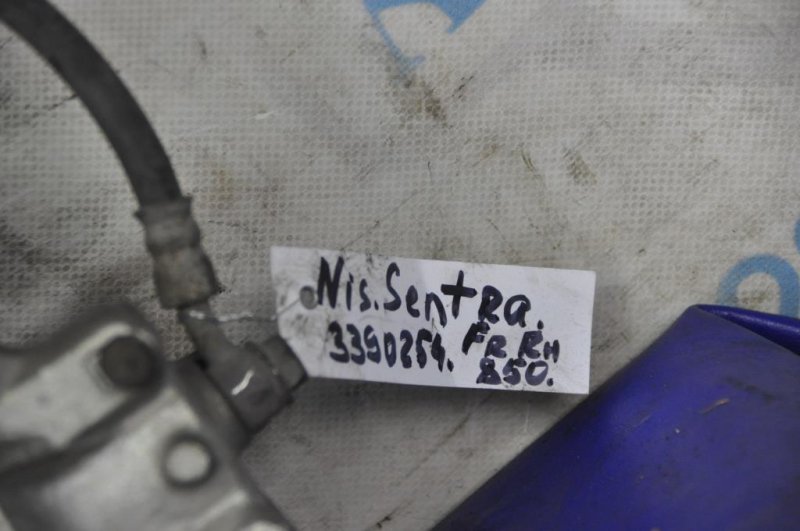 Nis.Sentra.
3390254. FR RH
850.